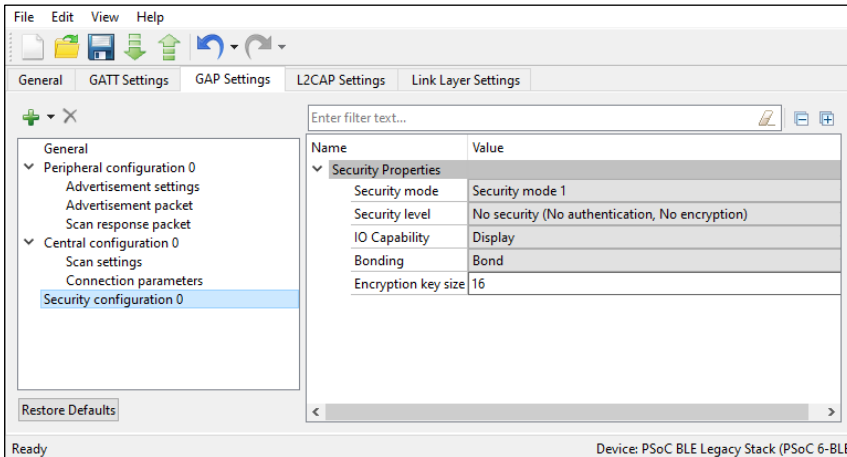 File Edit View Help
General GATT Settings GAP Settings L2CAP Settings Link Layer Settings
Enter filter text...
General
Peripheral configuration 0
Advertisement settings
Advertisement packet
Scan response packet
Central configuration 0
Scan settings
Connection parameters
Security configuration 0
Restore Defaults
Name Value
Security Properties
Security mode Security mode 1
Security level No security (No authentication, No encryption)
IO Capability Display
Bonding Bond
Encryption key size 16
Ready Device: PSoC BLE Legacy Stack (PSoC 6-BLE